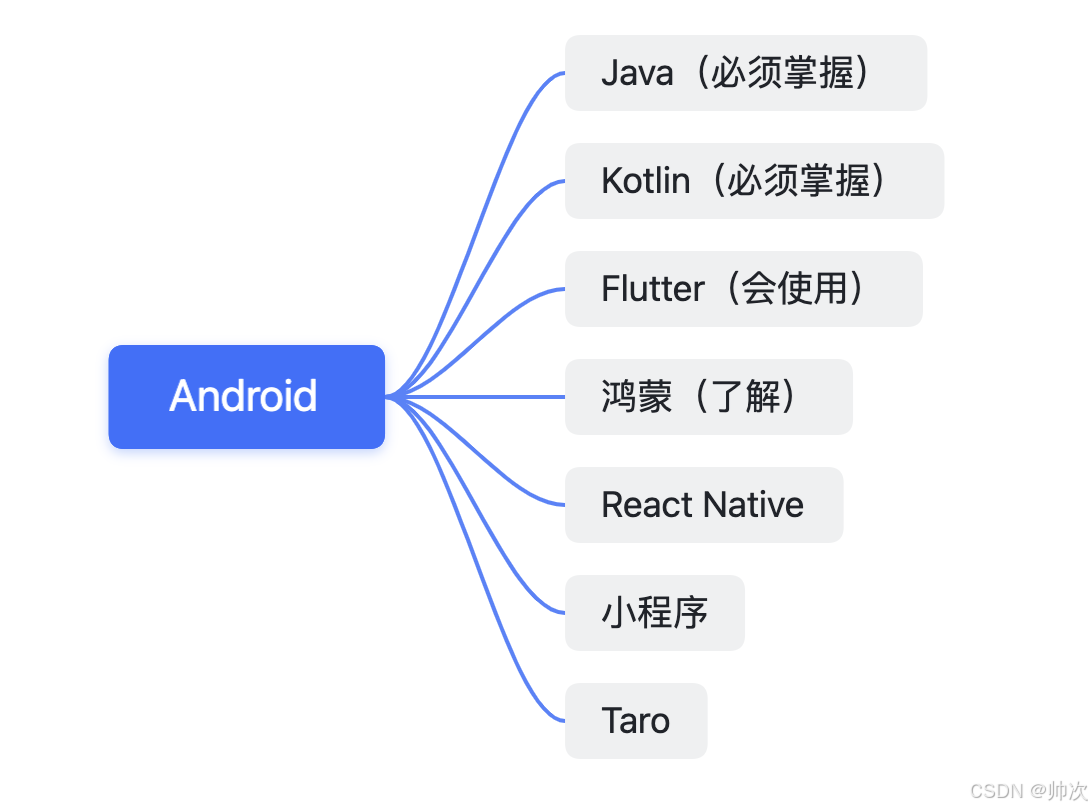 Java（必须掌握）
Kotlin（必须掌握）
Flutter（会使用）
Android
鸿蒙（了解）
React Native
小程序
Taro
CSDN @帅次